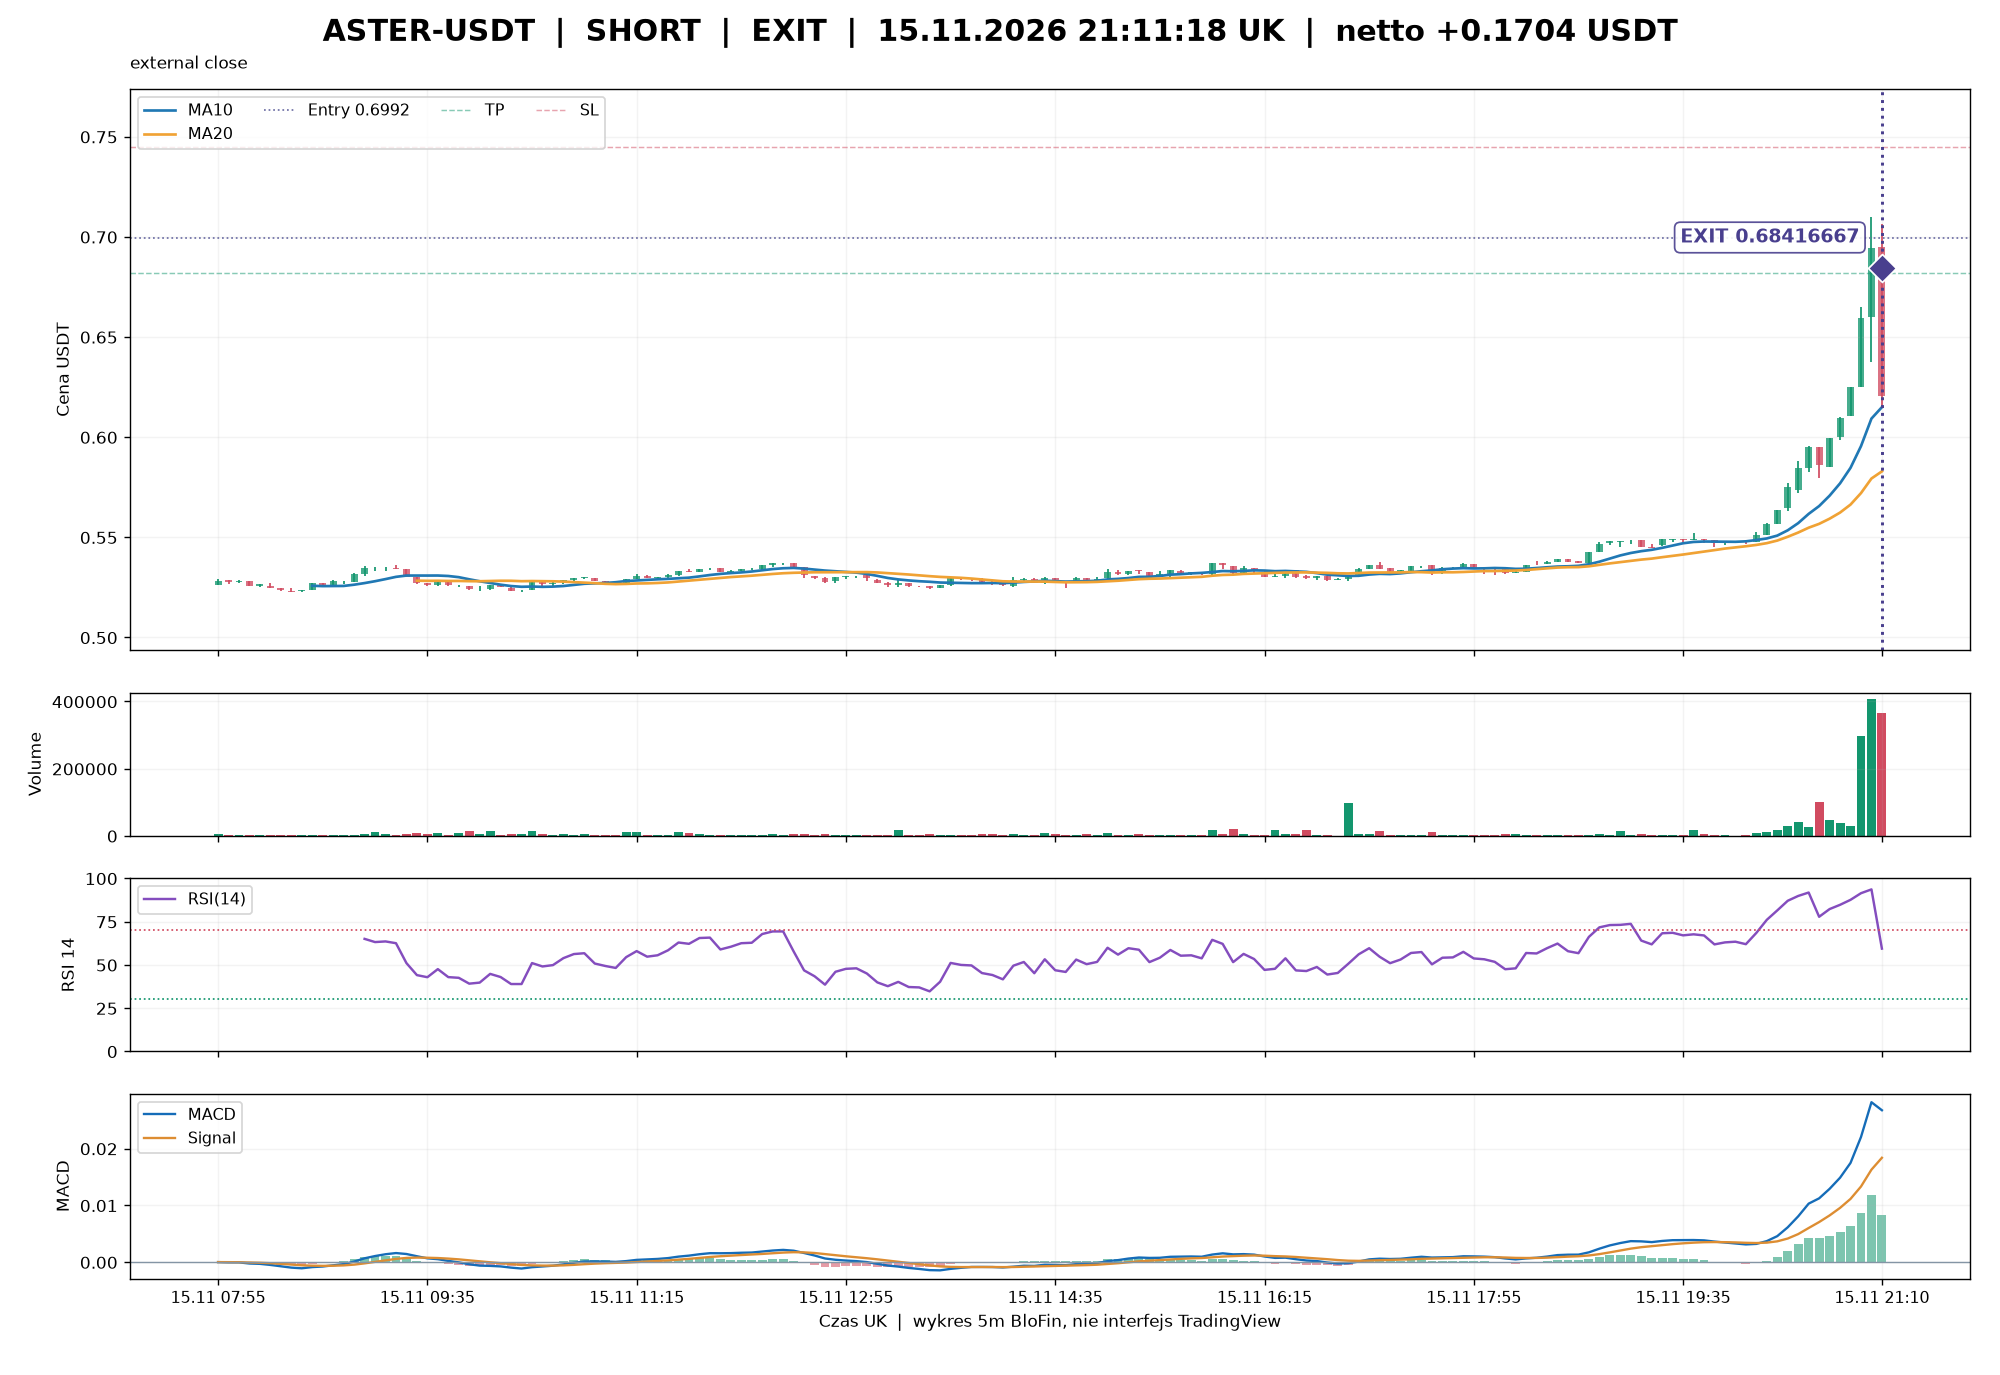 ASTER-USDT | SHORT | EXIT | 15.11.2026 21:11:18 UK | netto +0.1704 USDT
external close
MA10
MA20
Entry 0.6992
TP
SL
EXIT 0.68416667
Cena USDT
0.75
0.70
0.65
0.60
0.55
0.50
Volume
400000
200000
0
RSI(14)
RSI 14
100
75
50
25
0
MACD
Signal
MACD
0.02
0.01
0.00
15.11 07:55
15.11 09:35
15.11 11:15
15.11 12:55
15.11 14:35
15.11 16:15
15.11 17:55
15.11 19:35
15.11 21:10
Czas UK | wykres 5m BloFin, nie interfejs TradingView